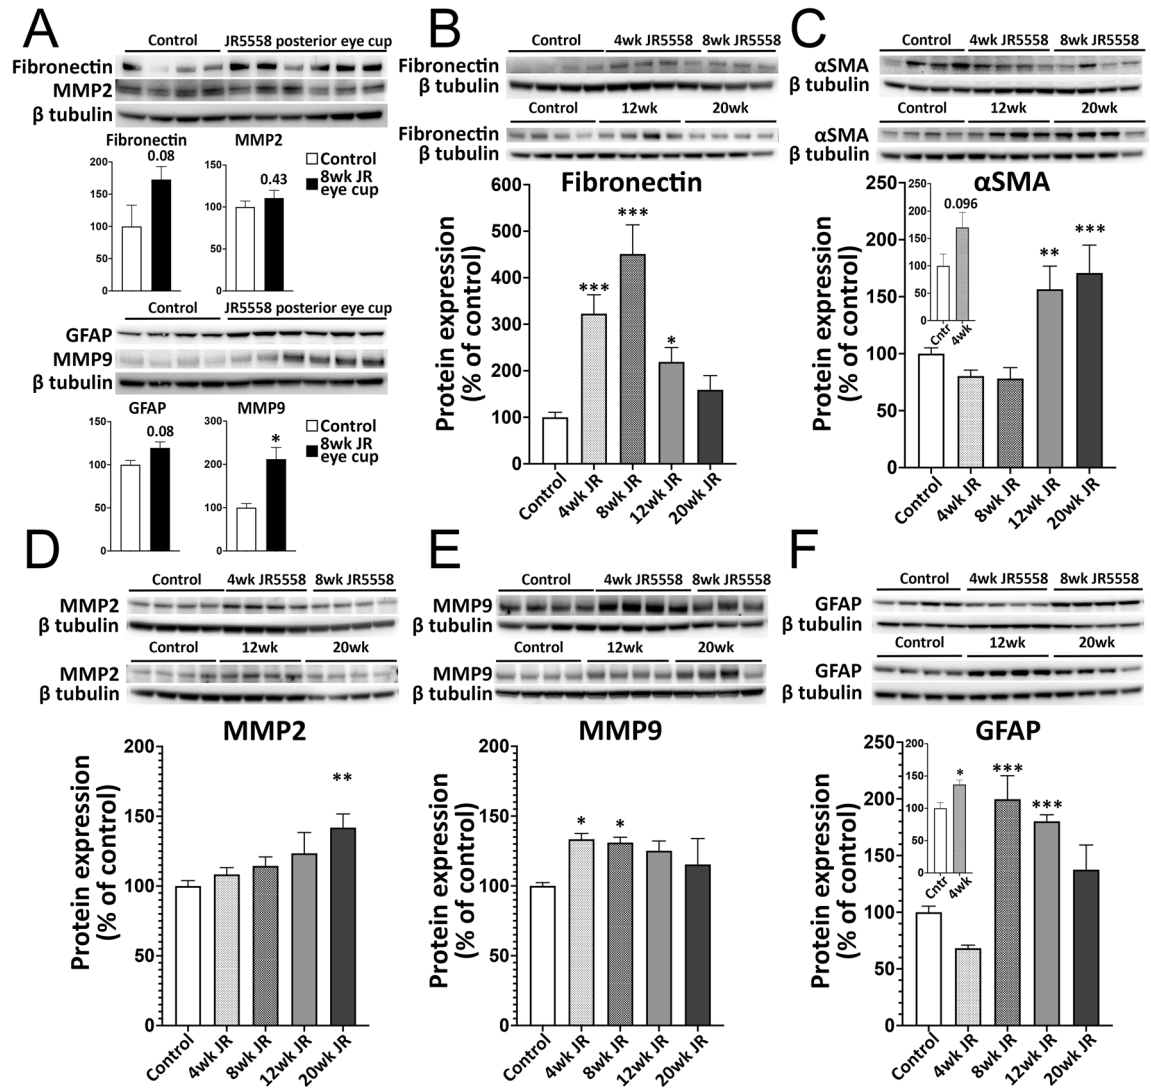 A
Control
JR5558 posterior eye cup
Fibronectin
MMP2
β tubulin
Fibronectin
MMP2
200
150
100
50
0
0.08
150
100
50
0
0.43
Control
8wk JR
eye cup
Control
JR5558 posterior eye cup
GFAP
MMP9
β tubulin
GFAP
MMP9
150
100
50
0
0.08
300
200
100
0
*
Control
8wk JR
eye cup
B
Control
4wk JR5558
8wk JR5558
Fibronectin
β tubulin
Control
12wk
20wk
Fibronectin
β tubulin
Fibronectin
Protein expression
(% of control)
600
500
400
300
200
100
0
***
***
*
Control
4wk JR
8wk JR
12wk JR
20wk JR
C
Control
4wk JR5558
8wk JR5558
αSMA
β tubulin
Control
12wk
20wk
αSMA
β tubulin
αSMA
Protein expression
(% of control)
250
200
150
100
50
0
250
200
150
100
50
0
0.096
Cntr
4wk
**
***
Control
4wk JR
8wk JR
12wk JR
20wk JR
D
Control
4wk JR5558
8wk JR5558
MMP2
β tubulin
Control
12wk
20wk
MMP2
β tubulin
MMP2
Protein expression
(% of control)
200
150
100
50
0
**
Control
4wk JR
8wk JR
12wk JR
20wk JR
E
Control
4wk JR5558
8wk JR5558
MMP9
β tubulin
Control
12wk
20wk
MMP9
β tubulin
MMP9
Protein expression
(% of control)
200
150
100
50
0
*
*
Control
4wk JR
8wk JR
12wk JR
20wk JR
F
Control
4wk JR5558
8wk JR5558
GFAP
β tubulin
Control
12wk
20wk
GFAP
β tubulin
GFAP
Protein expression
(% of control)
250
200
150
100
50
0
200
150
100
50
0
*
Cntr
4wk
***
***
Control
4wk JR
8wk JR
12wk JR
20wk JR